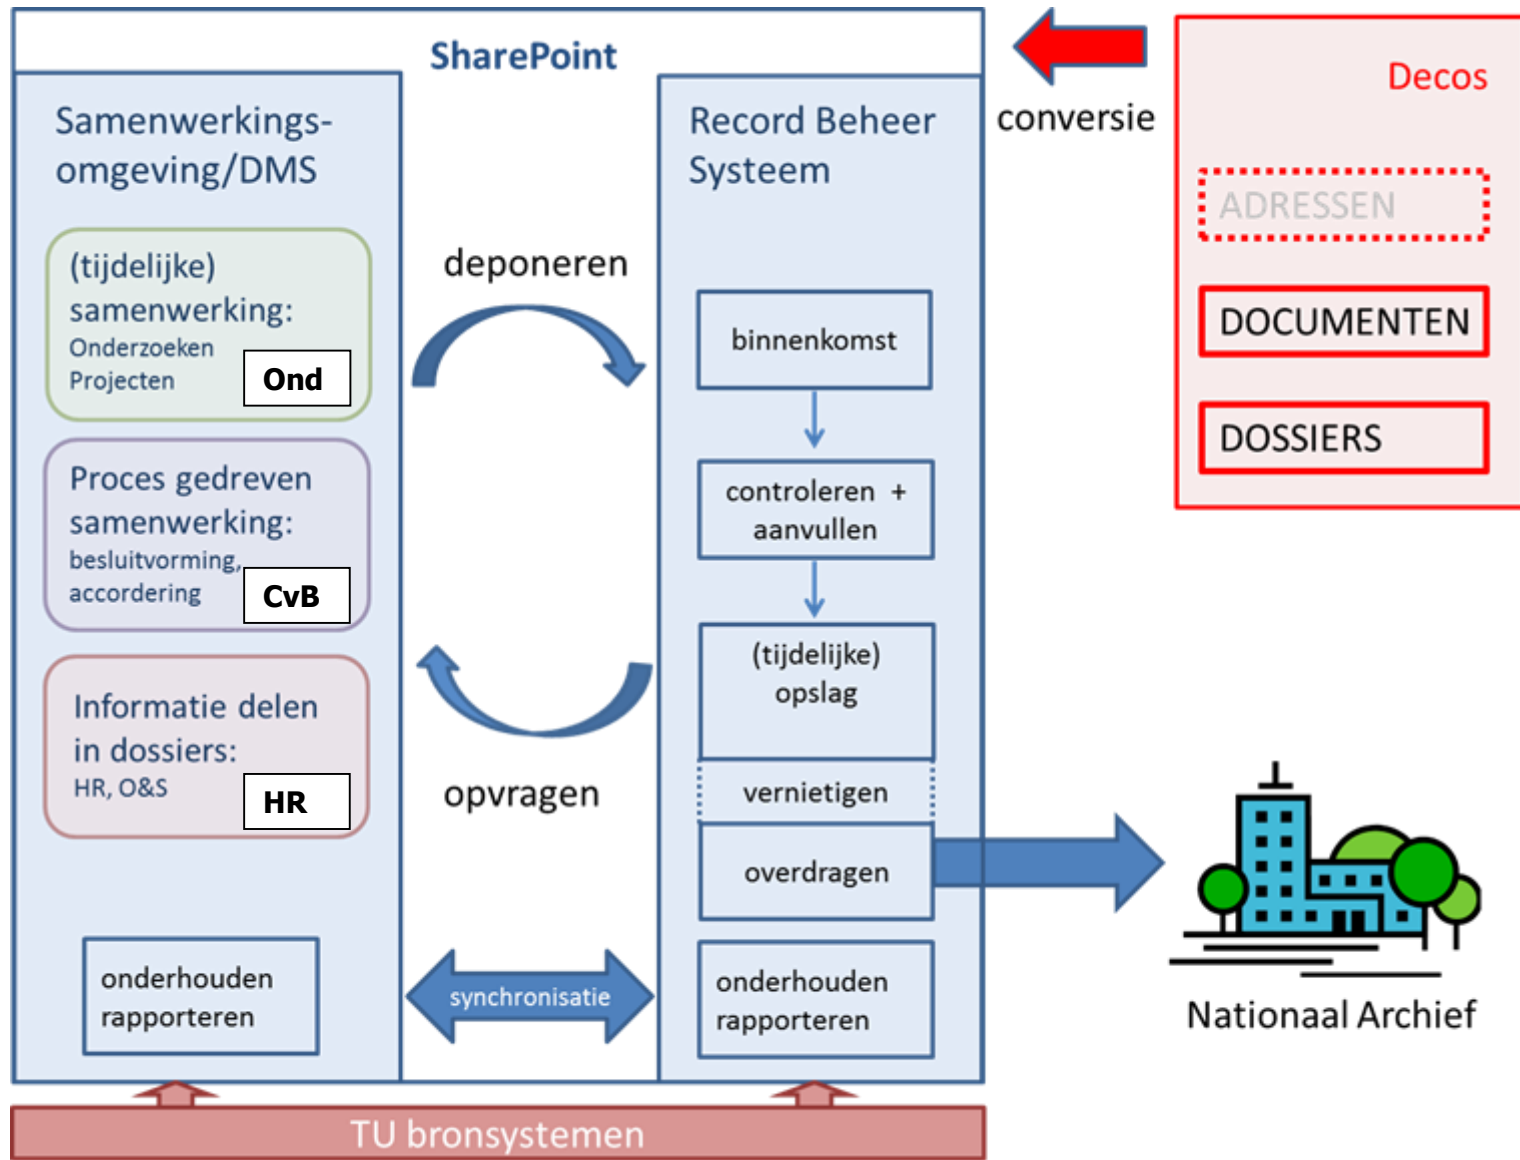 SharePoint
Samenwerkings-
omgeving/DMS
(tijdelijke)
samenwerking:
Onderzoeken
Projecten
Ond
Proces gedreven
samenwerking:
besluitvorming,
accordering
CvB
Informatie delen
in dossiers:
HR, O&S
HR
onderhouden
rapporteren
deponeren
opvragen
synchronisatie
Record Beheer
Systeem
binnenkomst
controleren +
aanvullen
(tijdelijke)
opslag
vernietigen
overdragen
onderhouden
rapporteren
conversie
Decos
ADRESSEN
DOCUMENTEN
DOSSIERS
Nationaal Archief
TU bronsystemen